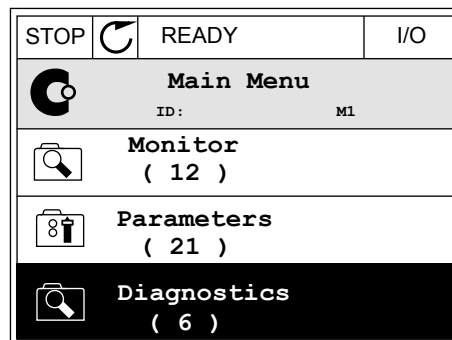 STOP READY I/O
Main Menu
ID: M1
Monitor
( 12 )
Parameters
( 21 )
Diagnostics
( 6 )